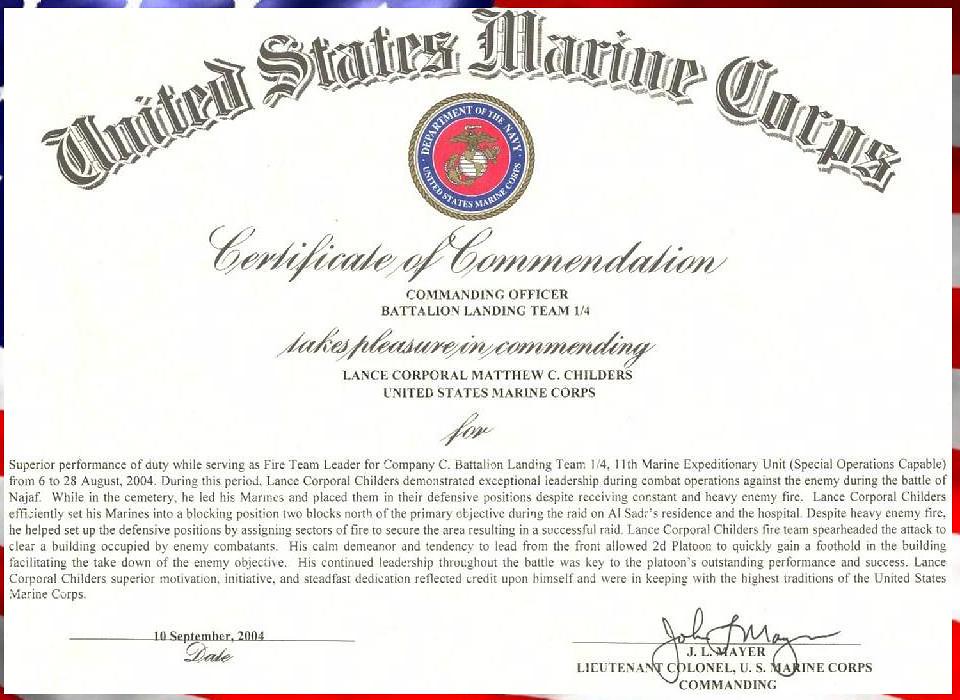 United States Marine Corps
DEPARTMENT OF THE NAVY
UNITED STATES MARINE CORPS
Certificate of Commendation
COMMANDING OFFICER
BATTALION LANDING TEAM 1/4
takes pleasure in commending
LANCE CORPORAL MATTHEW C. CHILDERS
UNITED STATES MARINE CORPS
for
Superior performance of duty while serving as Fire Team Leader for Company C. Battalion Landing Team 1/4, 11th Marine Expeditionary Unit (Special Operations Capable)
from 6 to 28 August, 2004. During this period, Lance Corporal Childers demonstrated exceptional leadership during combat operations against the enemy during the battle of
Najaf. While in the cemetery, he led his Marines and placed them in their defensive positions despite receiving constant and heavy enemy fire. Lance Corporal Childers
efficiently set his Marines into a blocking position two blocks north of the primary objective during the raid on Al Sadr's residence and the hospital. Despite heavy enemy fire,
he helped set up the defensive positions by assigning sectors of fire to secure the area resulting in a successful raid. Lance Corporal Childers fire team spearheaded the attack to
clear a building occupied by enemy combatants. His calm demeanor and tendency to lead from the front allowed 2d Platoon to quickly gain a foothold in the building
facilitating the take down of the enemy objective. His continued leadership throughout the battle was key to the platoon's outstanding performance and success. Lance
Corporal Childers superior motivation, initiative, and steadfast dedication reflected credit upon himself and were in keeping with the highest traditions of the United States
Marine Corps.
10 September, 2004
Date
John L Mayer
J. L. MAYER
LIEUTENANT COLONEL, U. S. MARINE CORPS
COMMANDING